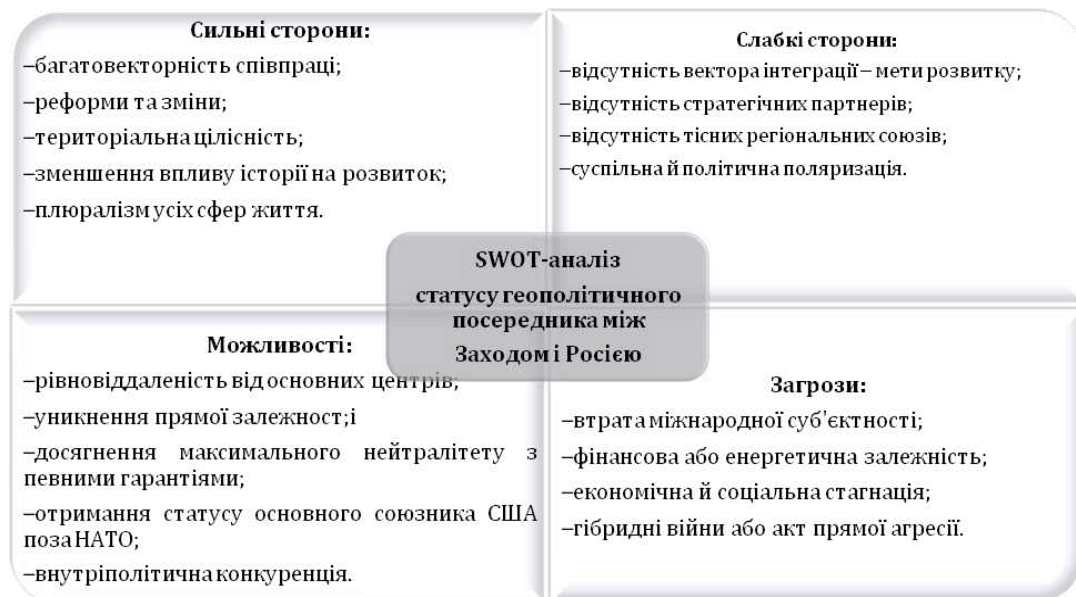 Сильні сторони:
–багатовекторність співпраці;
–реформи та зміни;
–територіальна цілісність;
–зменшення впливу історії на розвиток;
–плюралізм усіх сфер життя.
Слабкі сторони:
–відсутність вектора інтеграції – мети розвитку;
–відсутність стратегічних партнерів;
–відсутність тісних регіональних союзів;
–суспільна й політична поляризація.
SWOT-аналіз
статусу геополітичного
посередника між
Заходом і Росією
Можливості:
–рівновіддаленість від основних центрів;
–уникнення прямої залежност;і
–досягнення максимального нейтралітету з
певними гарантіями;
–отримання статусу основного союзника США
поза НАТО;
–внутріполітична конкуренція.
Загрози:
–втрата міжнародної суб'єктності;
–фінансова або енергетична залежність;
–економічна й соціальна стагнація;
–гібридні війни або акт прямої агресії.